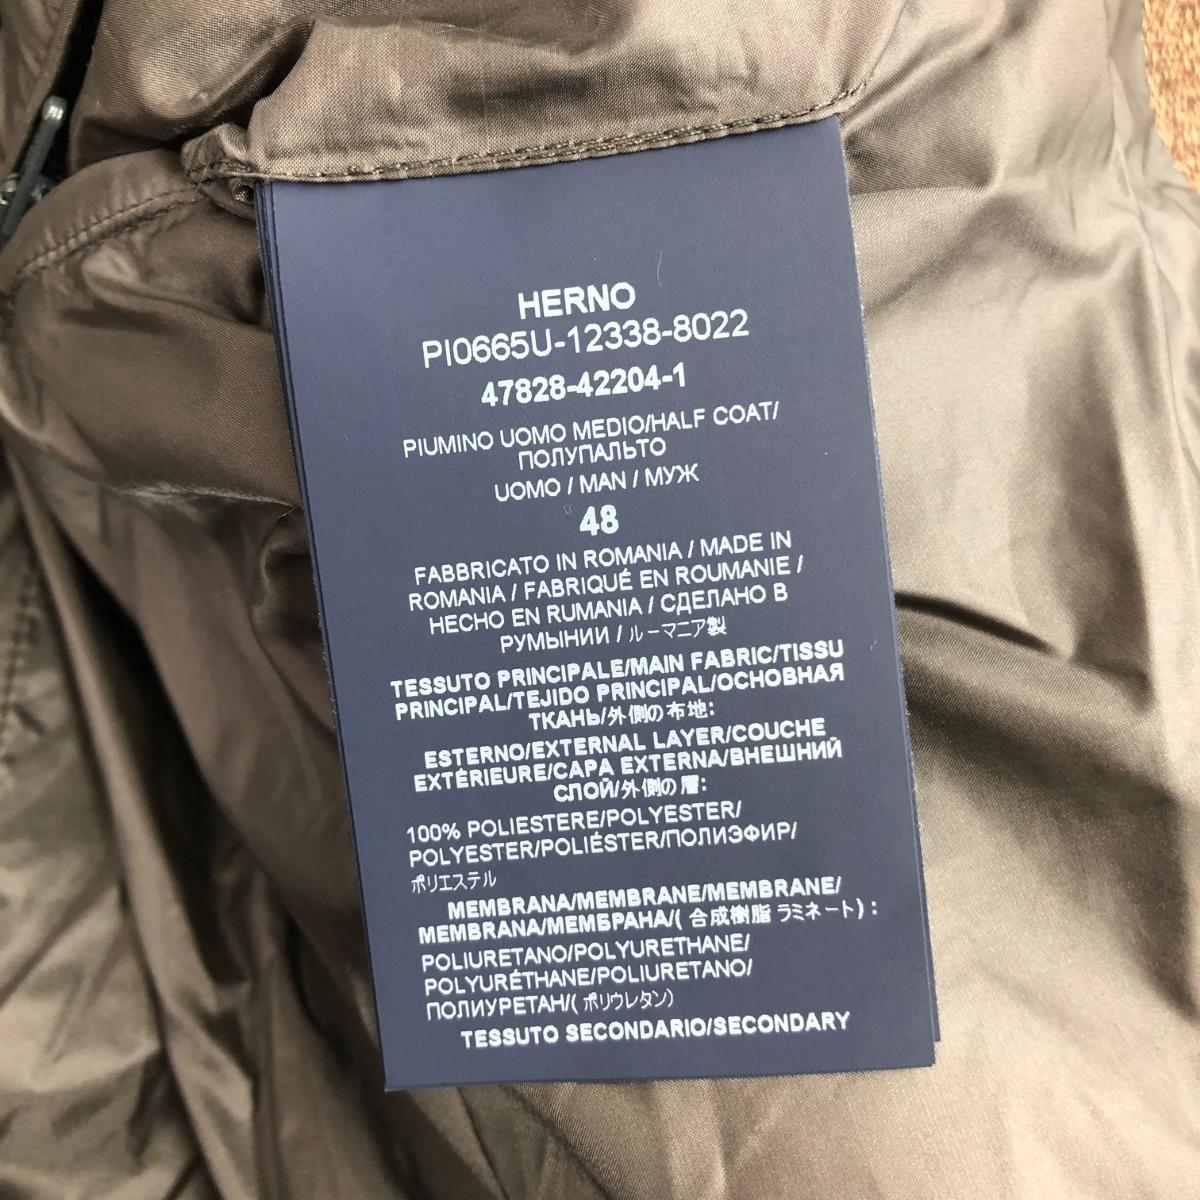 HERNO
PI0665U-12338-8022
47828-42204-1
PIUMINO UOMO MEDIO/HALF COAT/
ПОЛУПАЛЬТО
UOMO / MAN / МУЖ
48
FABBRICATO IN ROMANIA / MADE IN
ROMANIA / FABRIQUÉ EN ROUMANIE /
HECHO EN RUMANIA / СДЕЛАНО В
РУМЫНИИ / ルーマニア製
TESSUTO PRINCIPALE/MAIN FABRIC/TISSU
PRINCIPAL/TEJIDO PRINCIPAL/ОСНОВНАЯ
ТКАНЬ/外側の布地:
ESTERNO/EXTERNAL LAYER/COUCHE
EXTÉRIEURE/CAPA EXTERNA/ВНЕШНИЙ
СЛОЙ/外側の層:
100% POLIESTERE/POLYESTER/
POLYESTER/POLIÉSTER/ПОЛИЭФИР/
ポリエステル
MEMBRANA/MEMBRANE/MEMBRANE/
MEMBRANA/МЕМБРАНА/(合成樹脂ラミネート):
POLIURETANO/POLYURETHANE/
POLYURÉTHANE/POLIURETANO/
ПОЛИУРЕТАН/(ポリウレタン)
TESSUTO SECONDARIO/SECONDARY